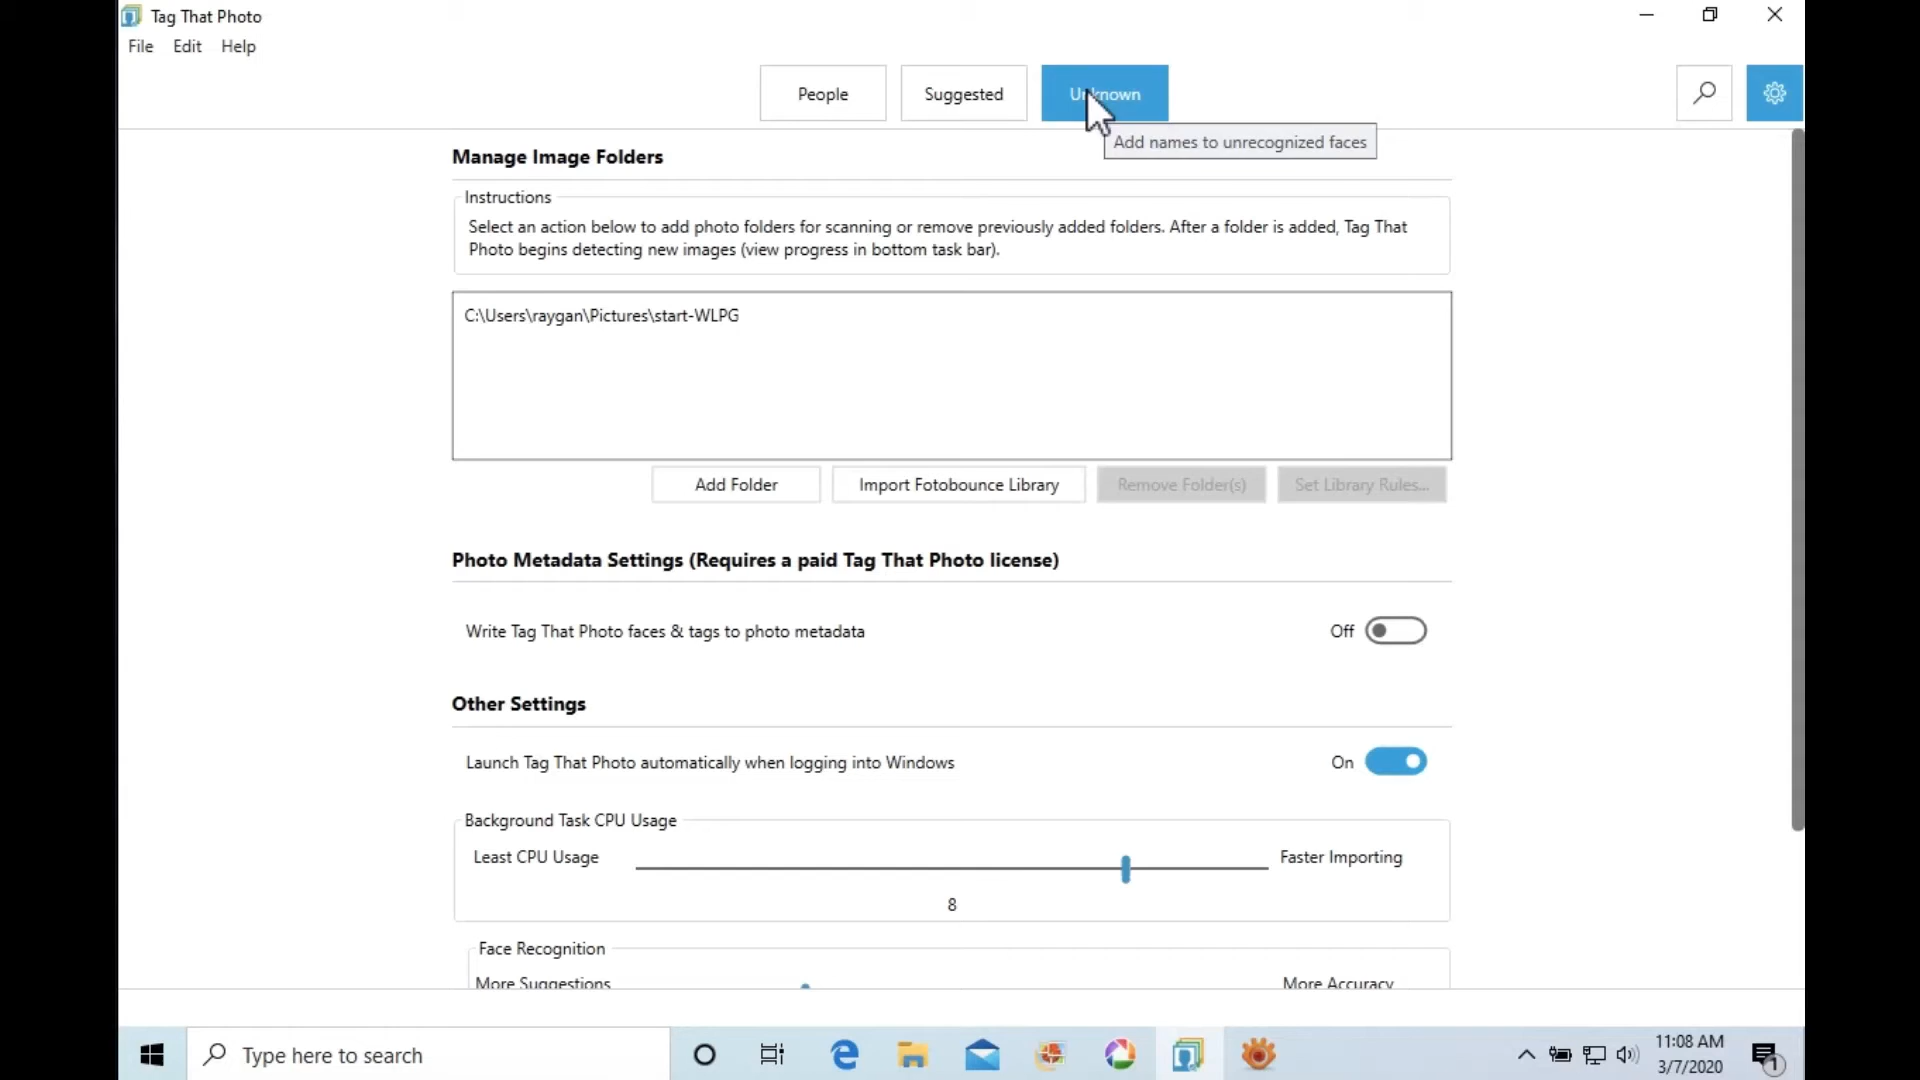 Tag That Photo
File Edit Help
People Suggested Unknown
Add names to unrecognized faces
Manage Image Folders
Instructions
Select an action below to add photo folders for scanning or remove previously added folders. After a folder is added, Tag That
Photo begins detecting new images (view progress in bottom task bar).
C:\Users\raygan\Pictures\start-WLPG
Add Folder Import Fotobounce Library Remove Folder(s) Set Library Rules...
Photo Metadata Settings (Requires a paid Tag That Photo license)
Write Tag That Photo faces & tags to photo metadata Off
Other Settings
Launch Tag That Photo automatically when logging into Windows On
Background Task CPU Usage
Least CPU Usage Faster Importing
8
Face Recognition
More Suggestions More Accuracy
Type here to search
11:08 AM
3/7/2020
1